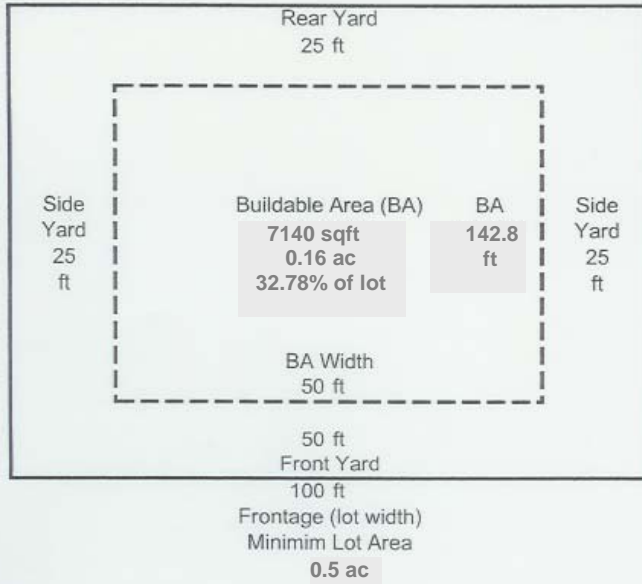 Rear Yard
25 ft
Side
Yard
25
ft
Buildable Area (BA)
7140 sqft
0.16 ac
32.78% of lot
BA
142.8
ft
Side
Yard
25
ft
BA Width
50 ft
50 ft
Front Yard
100 ft
Frontage (lot width)
Minimim Lot Area
0.5 ac